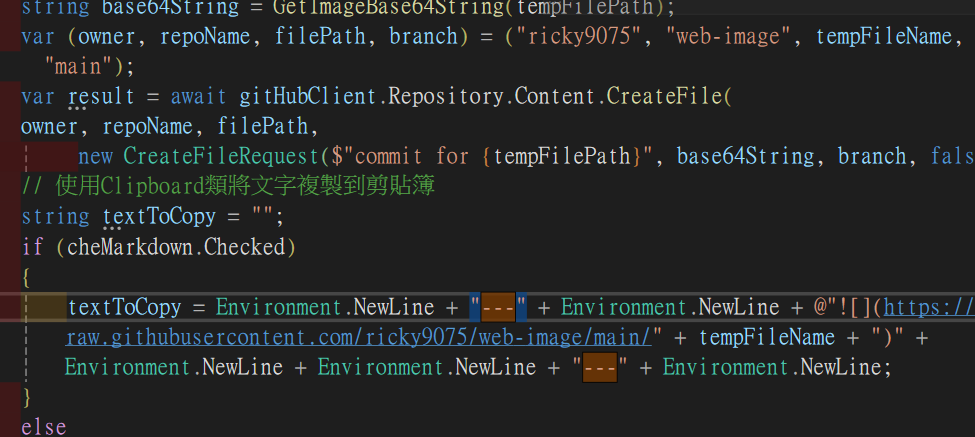 string base64String = GetImageBase64String(tempFilePath);
var (owner, repoName, filePath, branch) = ("ricky9075", "web-image", tempFileName,
"main");
var result = await gitHubClient.Repository.Content.CreateFile(
owner, repoName, filePath,
new CreateFileRequest($"commit for {tempFilePath}", base64String, branch, fals
// 使用Clipboard類將文字複製到剪貼簿
string textToCopy = "";
if (cheMarkdown.Checked)
{
textToCopy = Environment.NewLine + "---" + Environment.NewLine + @"![](https://
raw.githubusercontent.com/ricky9075/web-image/main/" + tempFileName + ")" +
Environment.NewLine + Environment.NewLine + "---" + Environment.NewLine;
}
else